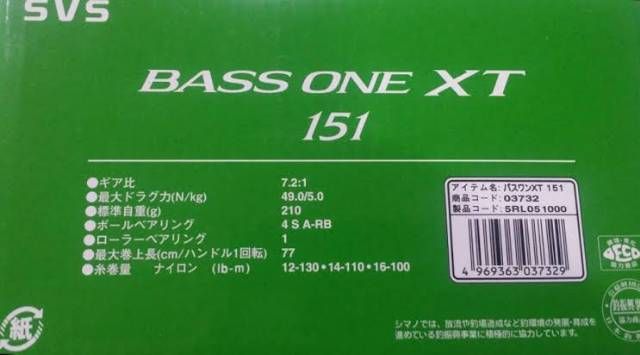 SVS
BASS ONE XT
151
●ギア比 7.2:1
●最大ドラグ力(N/kg) 49.0/5.0
●標準自重(g) 210
●ボールベアリング 4 S A-RB
●ローラーベアリング 1
●最大巻上長(cm/ハンドル1回転) 77
●糸巻量 ナイロン (lb-m) 12-130・14-110・16-100
アイテム名: バスワンXT 151
商品コード: 03732
製品コード: 5RL051000
4 969363 037329
シマノでは、放流や釣場造成など釣環境の発展・育成を
進めている釣振興事業に積極的に協力しています。
紙